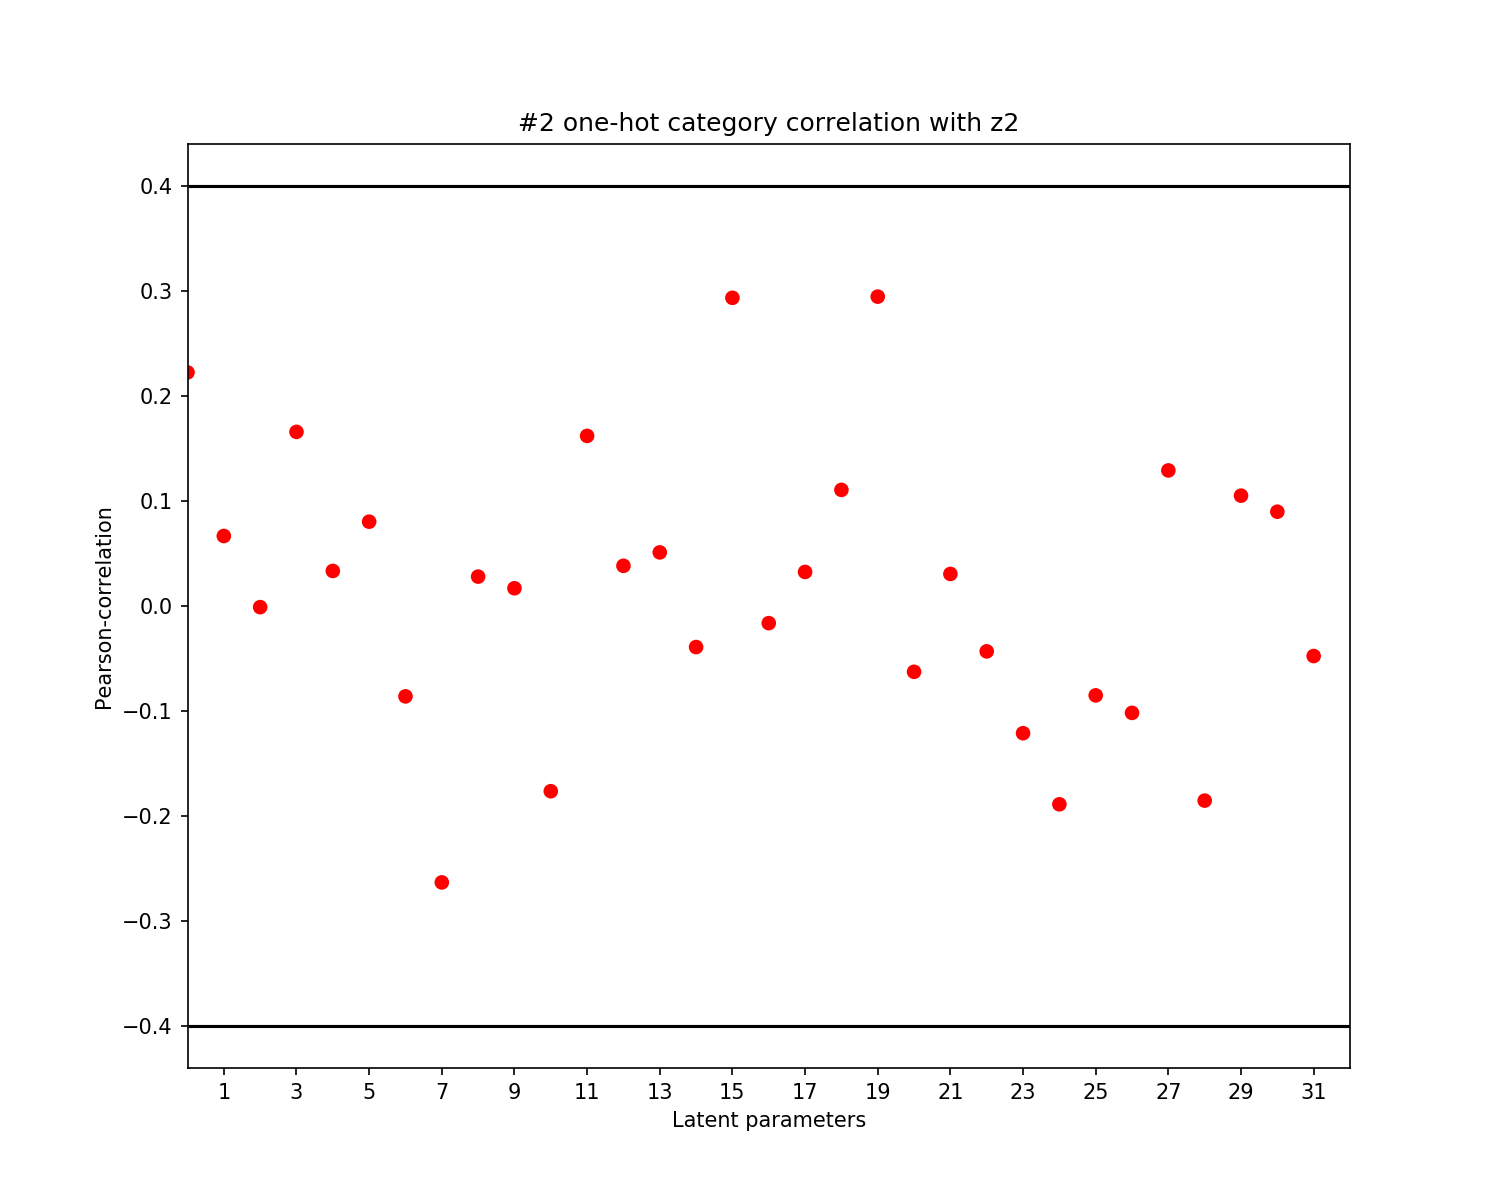 #2 one-hot category correlation with z2
0.4
0.3
0.2
0.1
0.0
−0.1
−0.2
−0.3
−0.4
Pearson-correlation
1 3 5 7 9 11 13 15 17 19 21 23 25 27 29 31
Latent parameters